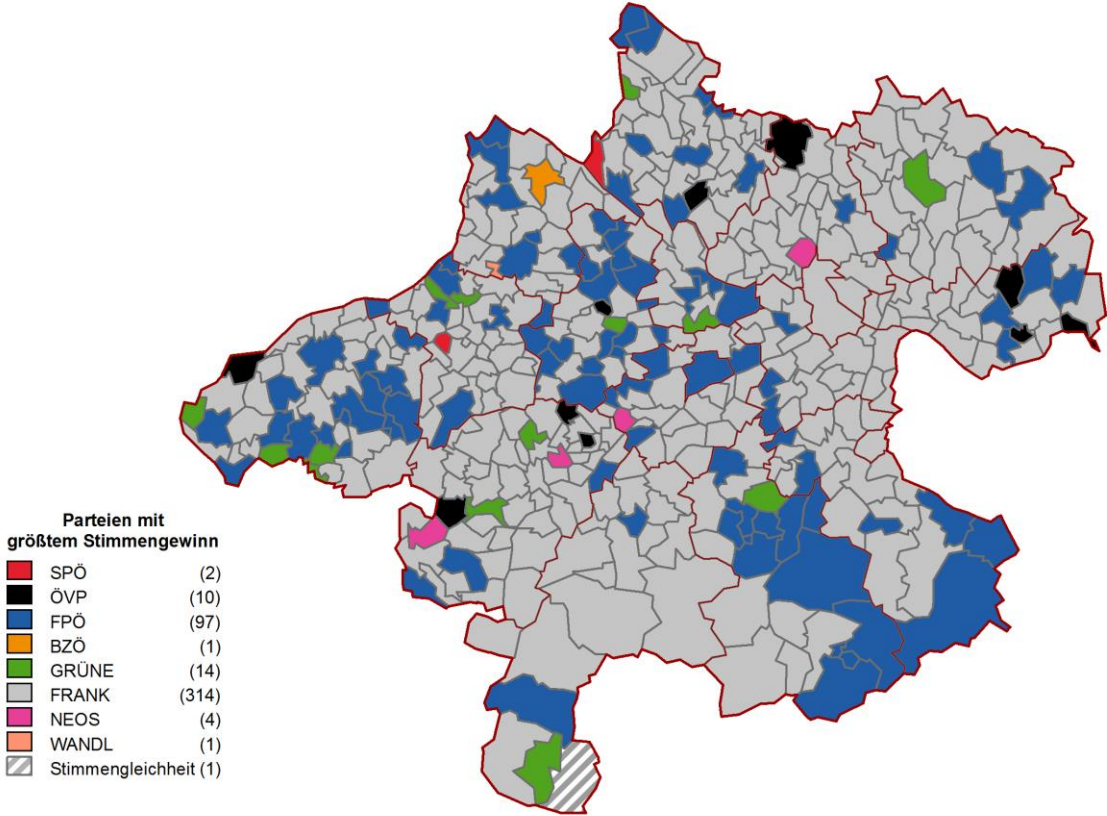 Parteien mit
größtem Stimmengewinn
SPÖ (2)
ÖVP (10)
FPÖ (97)
BZÖ (1)
GRÜNE (14)
FRANK (314)
NEOS (4)
WANDL (1)
Stimmengleichheit (1)